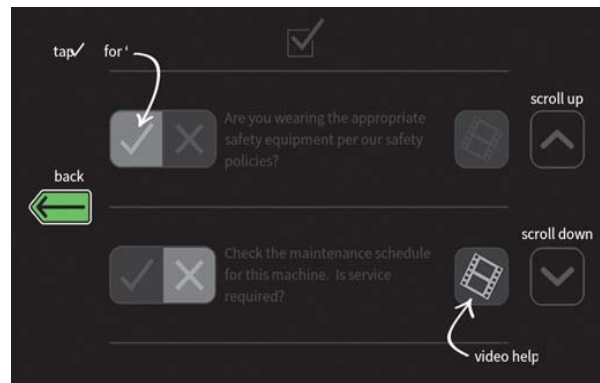 tap✓ for ‘
scroll up
Are you wearing the appropriate
safety equipment per our safety
policies?
back
scroll down
Check the maintenance schedule
for this machine. Is service
required?
video help